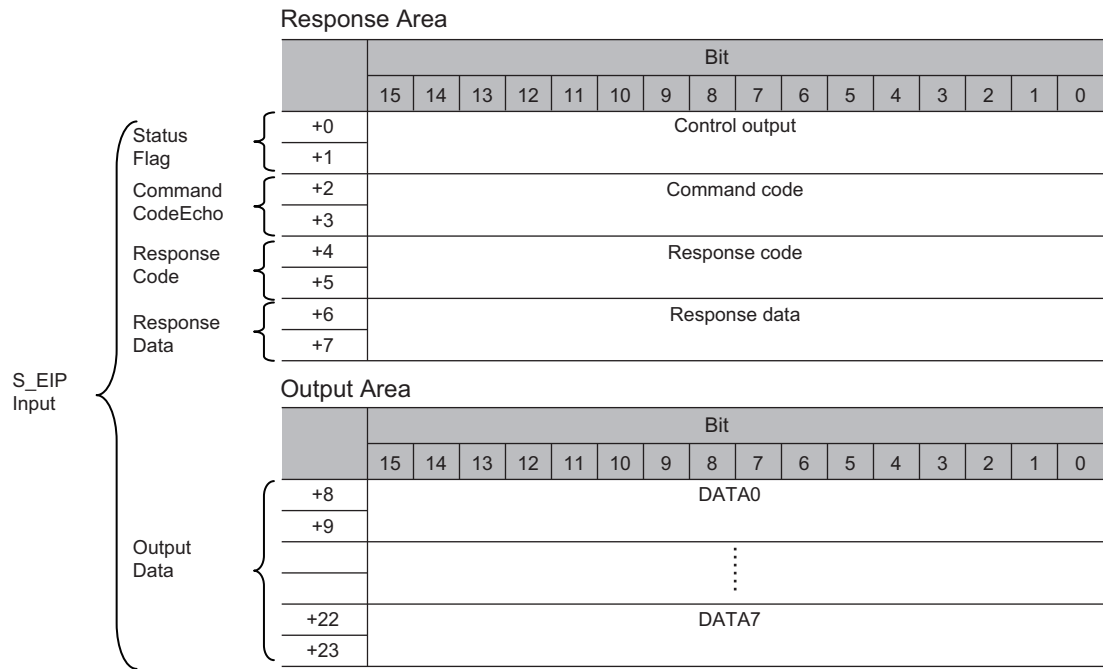 Response Area
Bit
15 14 13 12 11 10 9 8 7 6 5 4 3 2 1 0
Status
Flag
+0 Control output
+1
Command
CodeEcho
+2 Command code
+3
Response
Code
+4 Response code
+5
Response
Data
+6 Response data
+7
S_EIP
Input
Output Area
Bit
15 14 13 12 11 10 9 8 7 6 5 4 3 2 1 0
+8 DATA0
+9
Output
Data
+22 DATA7
+23